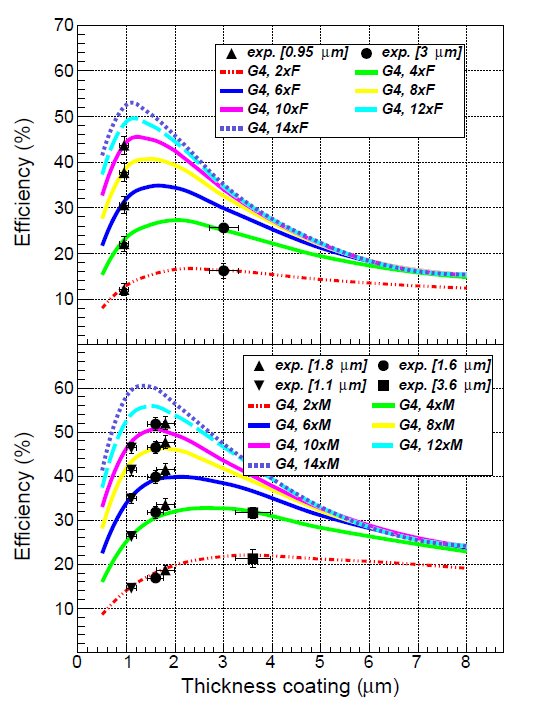 70
60
50
40
30
20
10
Efficiency (%)
exp. [0.95 μm] exp. [3 μm]
G4, 2xF G4, 4xF
G4, 6xF G4, 8xF
G4, 10xF G4, 12xF
G4, 14xF
60
50
40
30
20
10
Efficiency (%)
exp. [1.8 μm] exp. [1.6 μm]
exp. [1.1 μm] exp. [3.6 μm]
G4, 2xM G4, 4xM
G4, 6xM G4, 8xM
G4, 10xM G4, 12xM
G4, 14xM
0 1 2 3 4 5 6 7 8
Thickness coating (μm)